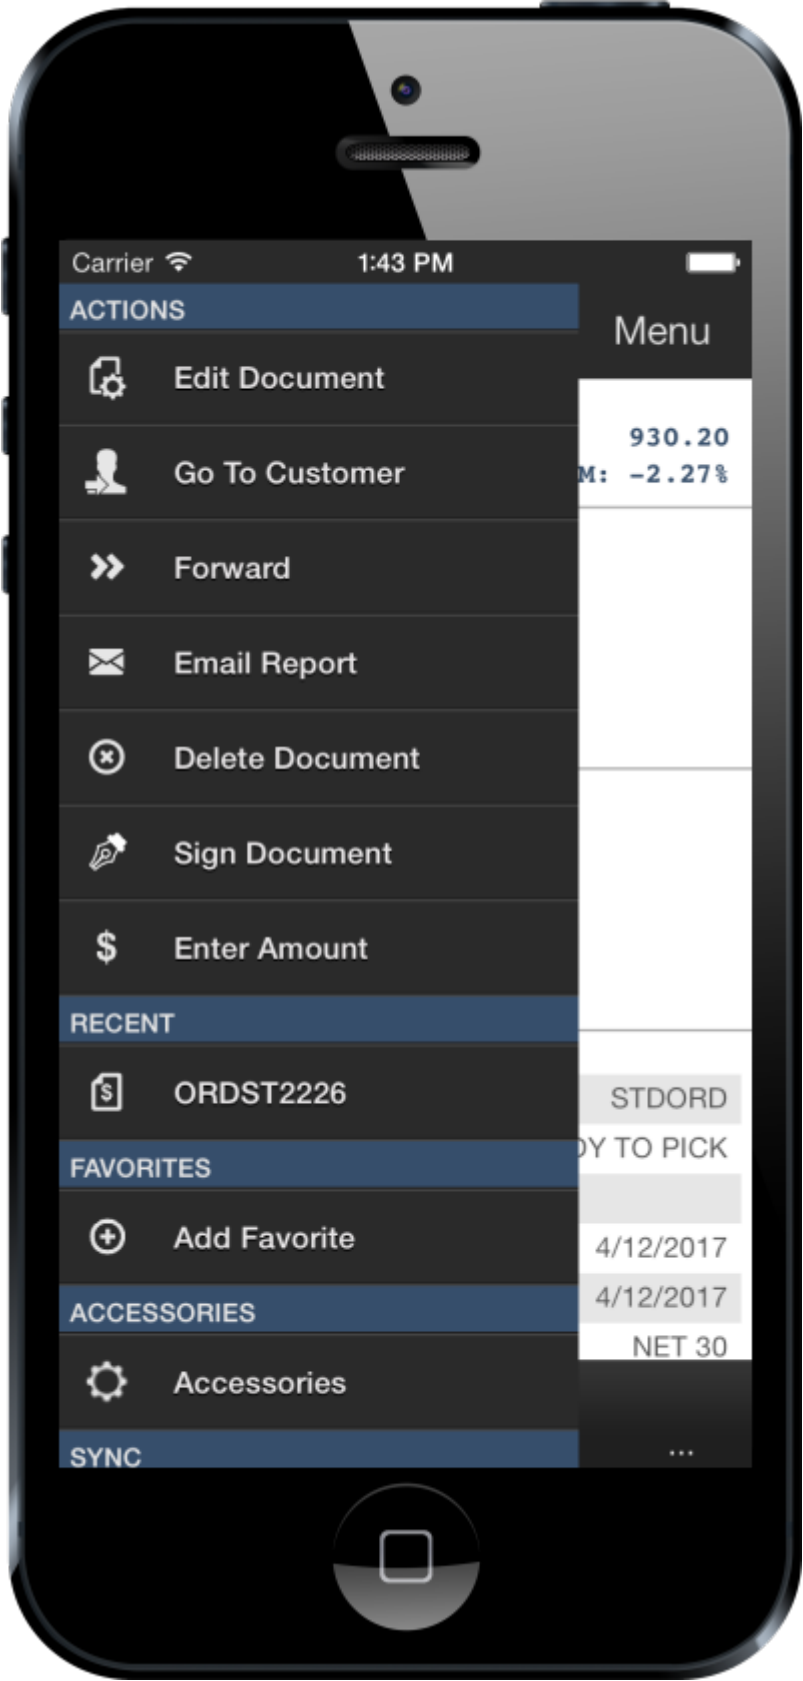 Carrier 1:43 PM
ACTIONS
Menu
Edit Document
930.20
Go To Customer
M: -2.27%
Forward
Email Report
Delete Document
Sign Document
$ Enter Amount
RECENT
$ ORDST2226
STDORD
DY TO PICK
FAVORITES
Add Favorite
4/12/2017
4/12/2017
ACCESSORIES
NET 30
Accessories
SYNC
...